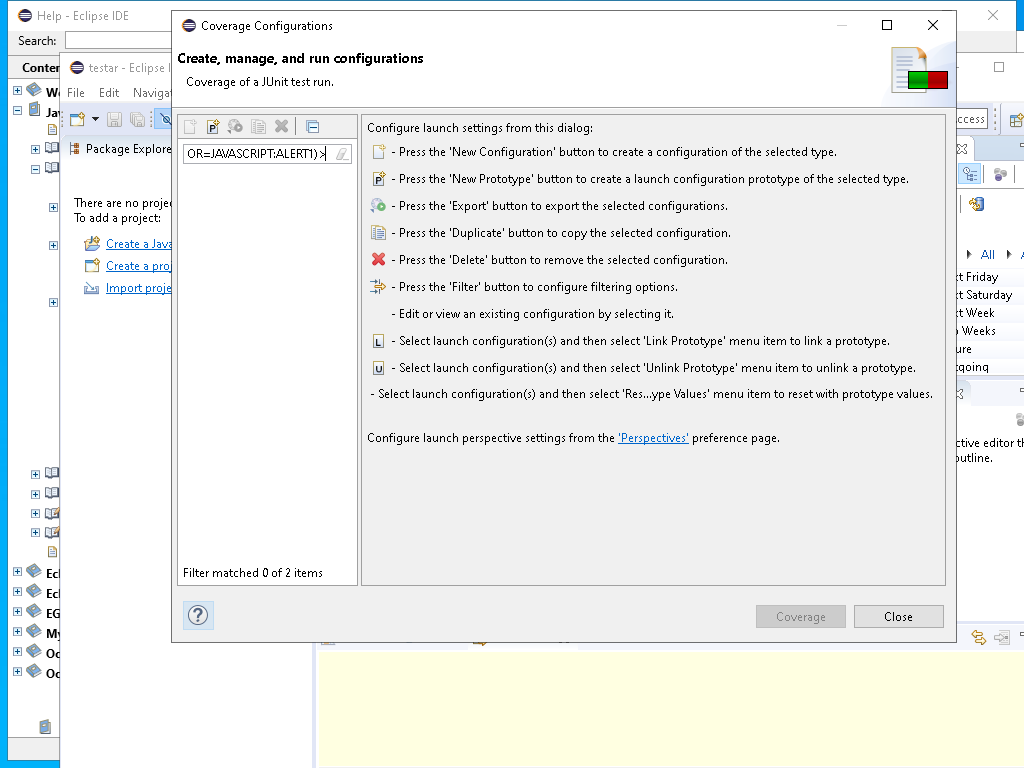 Help - Eclipse IDE
Search:
testar - Eclipse I
File Edit Navigat
Package Explore
There are no proje
To add a project:
Create a Java
Create a proj
Import proje
Ecl
Ecl
EG
My
Coverage Configurations
Create, manage, and run configurations
Coverage of a JUnit test run.
OR=JAVASCRIPT:ALERT1)>
Filter matched 0 of 2 items
Configure launch settings from this dialog:
- Press the 'New Configuration' button to create a configuration of the selected type.
- Press the 'New Prototype' button to create a launch configuration prototype of the selected type.
- Press the 'Export' button to export the selected configurations.
- Press the 'Duplicate' button to copy the selected configuration.
- Press the 'Delete' button to remove the selected configuration.
- Press the 'Filter' button to configure filtering options.
- Edit or view an existing configuration by selecting it.
L - Select launch configuration(s) and then select 'Link Prototype' menu item to link a prototype.
U - Select launch configuration(s) and then select 'Unlink Prototype' menu item to unlink a prototype.
- Select launch configuration(s) and then select 'Res...ype Values' menu item to reset with prototype values.
Configure launch perspective settings from the 'Perspectives' preference page.
Coverage
Close
ccess
All
xt Friday
xt Saturday
xt Week
o Weeks
ure
tgoing
ctive editor th
outline.